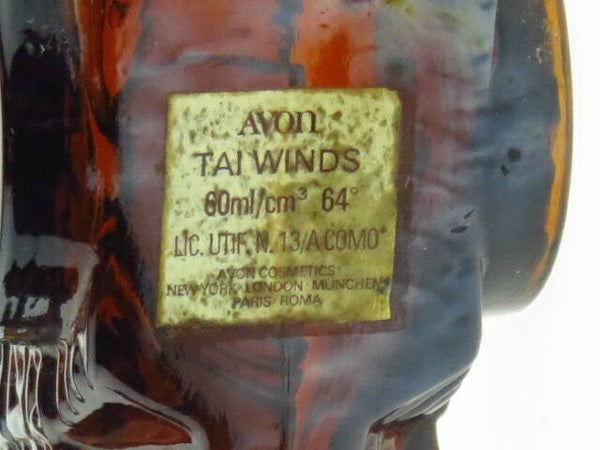 AVON
TAI WINDS
60ml/cm³ 64°
LIC. UTIF. N. 13/A COMO
AVON COSMETICS
NEW YORK · LONDON · MUNCHEN
PARIS · ROMA